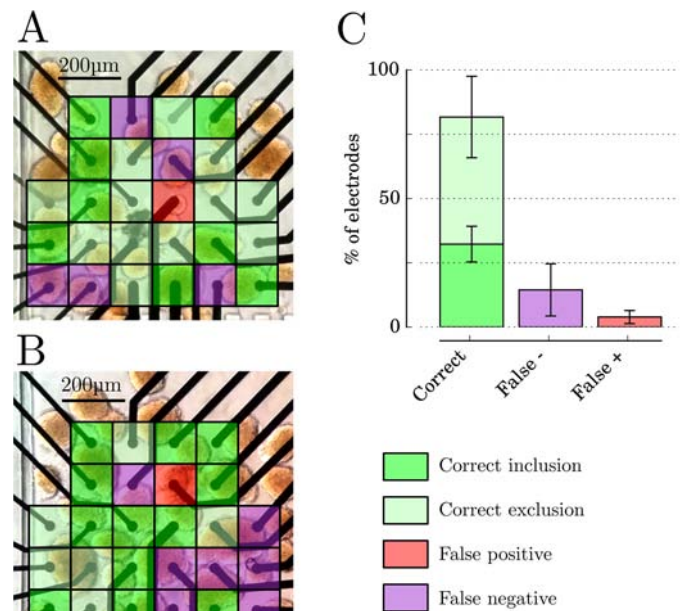 A
200µm
B
200µm
C
100
50
0
% of electrodes
Correct
False -
False +
Correct inclusion
Correct exclusion
False positive
False negative